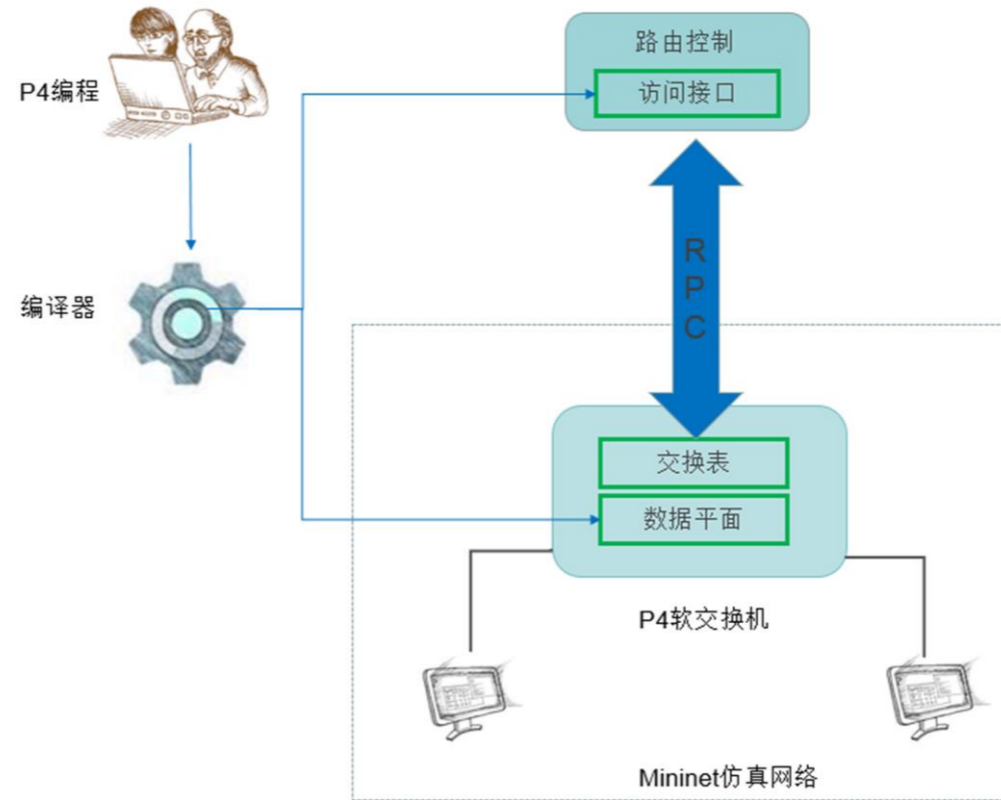 路由控制
P4编程
访问接口
RPC
编译器
交换表
数据平面
P4软交换机
Mininet仿真网络